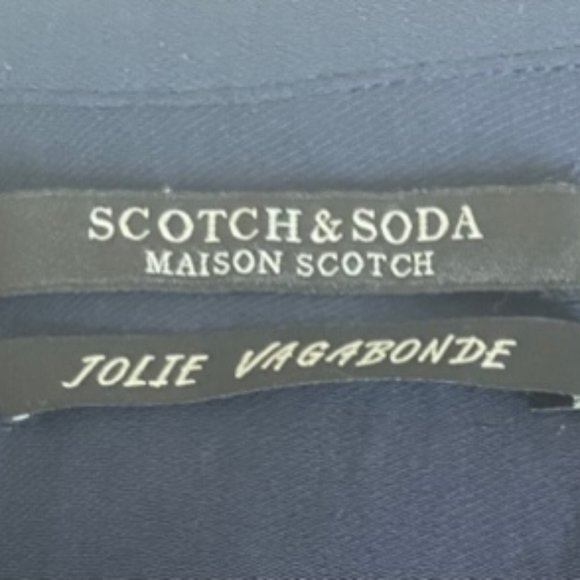 SCOTCH & SODA
MAISON SCOTCH
JOLIE VAGABONDE